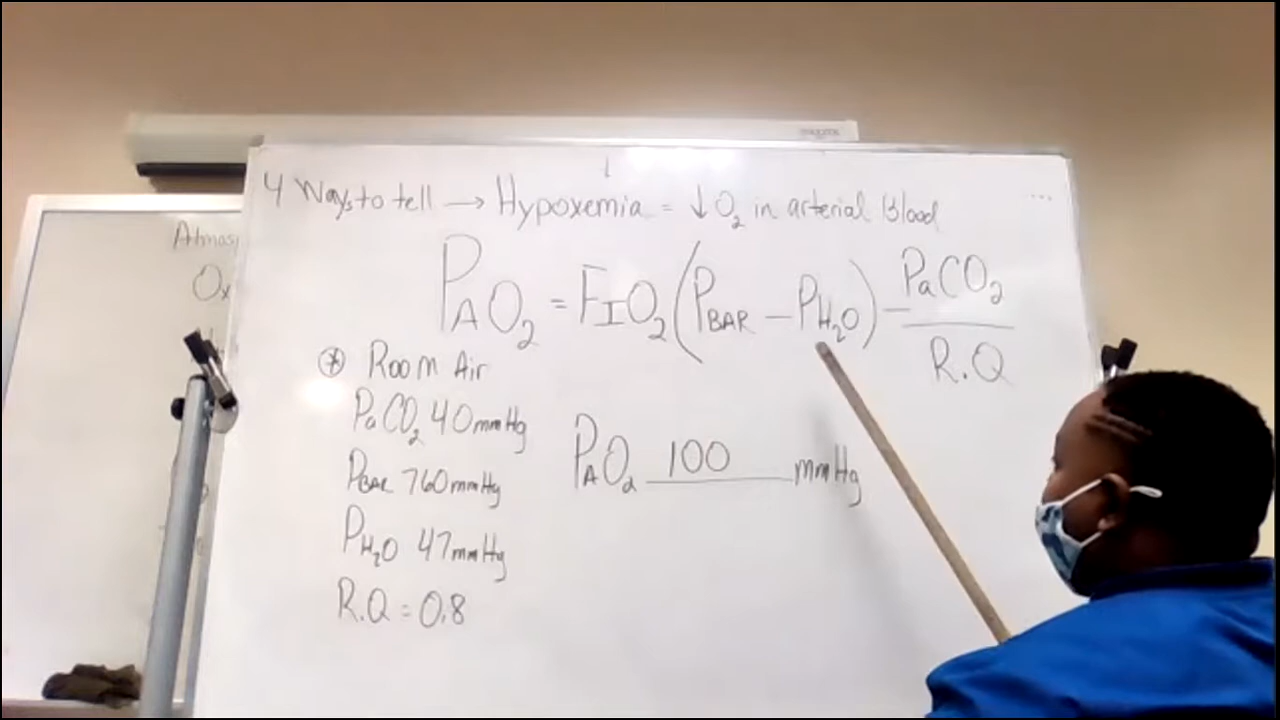 4 Ways to tell → Hypoxemia = ↓ O₂ in arterial Blood
PAO₂ = FIO₂ (PBAR − PH₂O) − PaCO₂ / R.Q
⊛ Room Air
PaCO₂ 40 mmHg
PBAR 760 mmHg
PH₂O 47 mmHg
R.Q = 0.8
PAO₂ 100 mmHg
Atmos
Ox